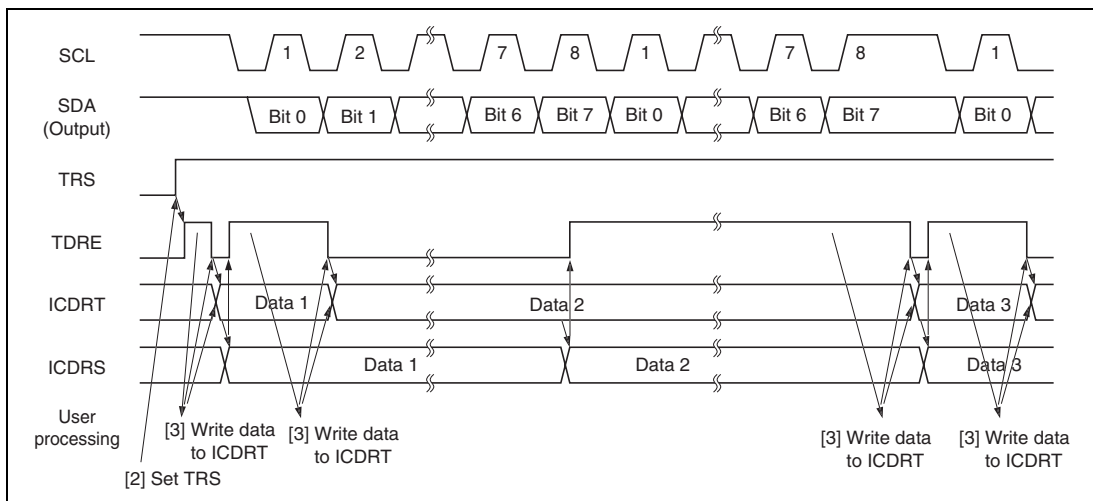 SCL 1 2 7 8 1 7 8 1
SDA
(Output) Bit 0 Bit 1 Bit 6 Bit 7 Bit 0 Bit 6 Bit 7 Bit 0
TRS
TDRE
ICDRT Data 1 Data 2 Data 3
ICDRS Data 1 Data 2 Data 3
User
processing
[3] Write data
to ICDRT
[3] Write data
to ICDRT
[3] Write data
to ICDRT
[3] Write data
to ICDRT
[2] Set TRS